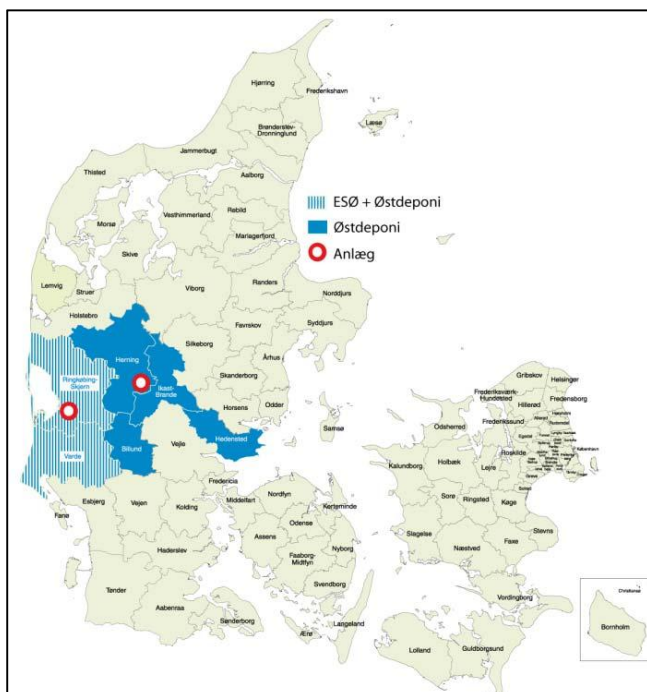 Hjørring
Frederikshavn
Læsø
Brønderslev-
Dronninglund
Jammerbugt
Thisted
Aalborg
Vesthimmerland
Rebild
Morsø
Mariagerfjord
Skive
ESØ + Østdeponi
Østdeponi
Anlæg
Lemvig
Struer
Viborg
Randers
Norddjurs
Holstebro
Favrskov
Syddjurs
Silkeborg
Herning
Århus
Ringkøbing-
Skjern
Ikast-
Brande
Skanderborg
Horsens
Odder
Samsø
Hedensted
Billund
Vejle
Varde
Gribskov
Helsingør
Frederiksværk-
Hundested
Hillerød
Fredensborg
Frederikssund
Odsherred
Egedal
København
Roskilde
Kalundborg
Holbæk
Lejre
Fredericia
Esbjerg
Vejen
Kolding
Middelfart
Nordfyn
Kerteminde
Fanø
Odense
Assens
Nyborg
Haderslev
Faaborg-
Midtfyn
Svendborg
Sorø
Ringsted
Køge
Slagelse
Næstved
Faxe
Stevns
Tønder
Aabenraa
Sønderborg
Ærø
Langeland
Vordingborg
Lolland
Guldborgsund
Christiansø
Bornholm